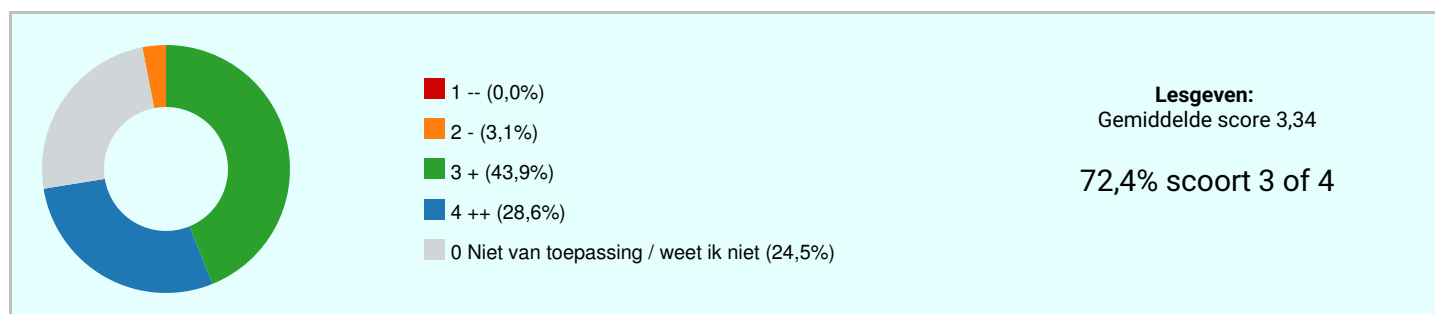 1 -- (0,0%)
2 - (3,1%)
3 + (43,9%)
4 ++ (28,6%)
0 Niet van toepassing / weet ik niet (24,5%)
Lesgeven:
Gemiddelde score 3,34
72,4% scoort 3 of 4